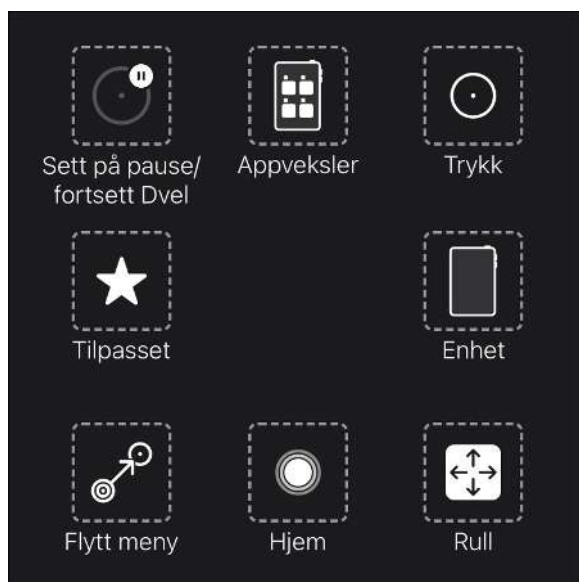 Sett på pause/
fortsett Dvel
Appveksler
Trykk
Tilpasset
Enhet
Flytt meny
Hjem
Rull